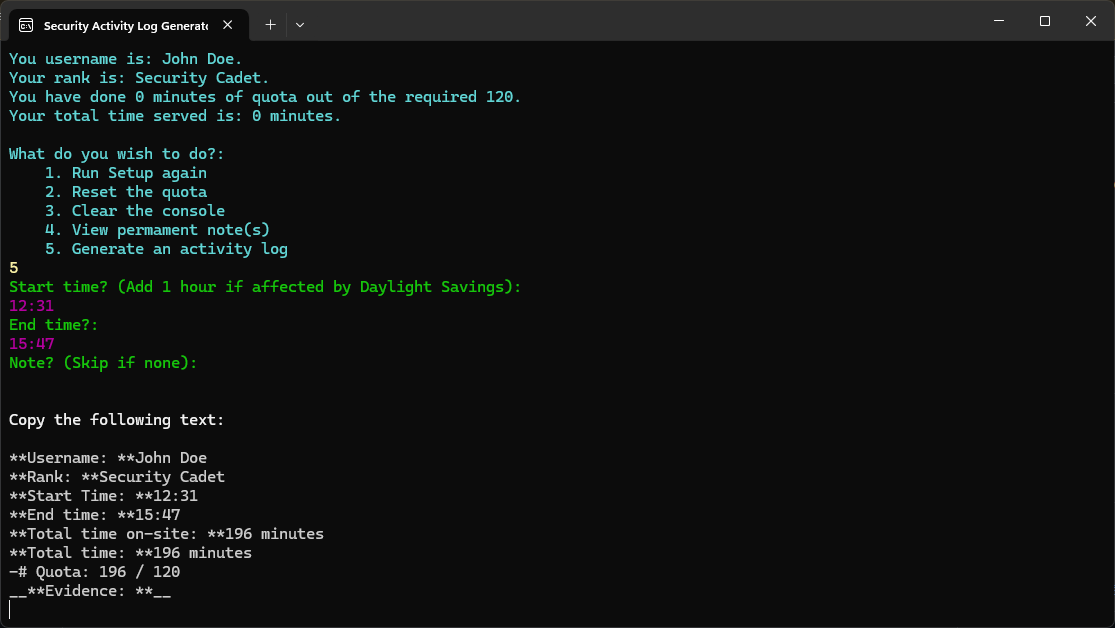 Security Activity Log Generato
You username is: John Doe.
Your rank is: Security Cadet.
You have done 0 minutes of quota out of the required 120.
Your total time served is: 0 minutes.
What do you wish to do?:
1. Run Setup again
2. Reset the quota
3. Clear the console
4. View permament note(s)
5. Generate an activity log
5
Start time? (Add 1 hour if affected by Daylight Savings):
12:31
End time?:
15:47
Note? (Skip if none):
Copy the following text:
**Username: **John Doe
**Rank: **Security Cadet
**Start Time: **12:31
**End time: **15:47
**Total time on-site: **196 minutes
**Total time: **196 minutes
-# Quota: 196 / 120
__**Evidence: **__